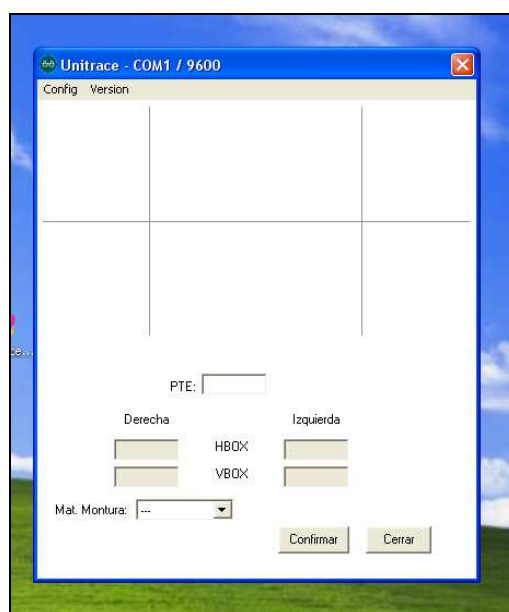 Unitrace - COM1 / 9600
Config Version
PTE:
Derecha Izquierda
HBOX
VBOX
Mat. Montura: ---
Confirmar Cerrar